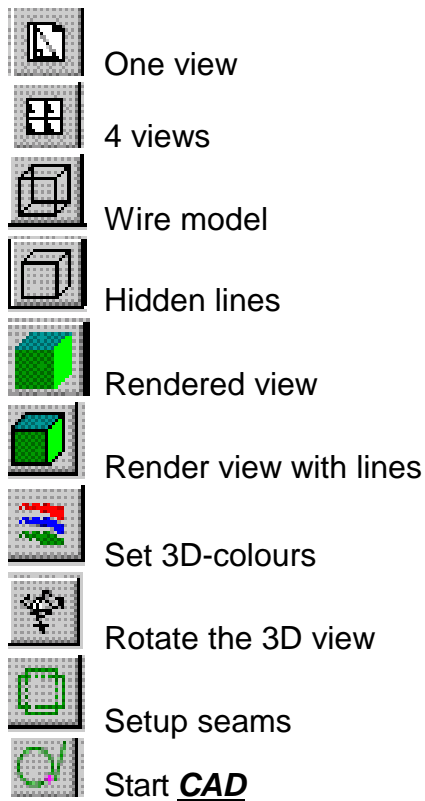 One view
4 views
Wire model
Hidden lines
Rendered view
Render view with lines
Set 3D-colours
Rotate the 3D view
Setup seams
Start CAD